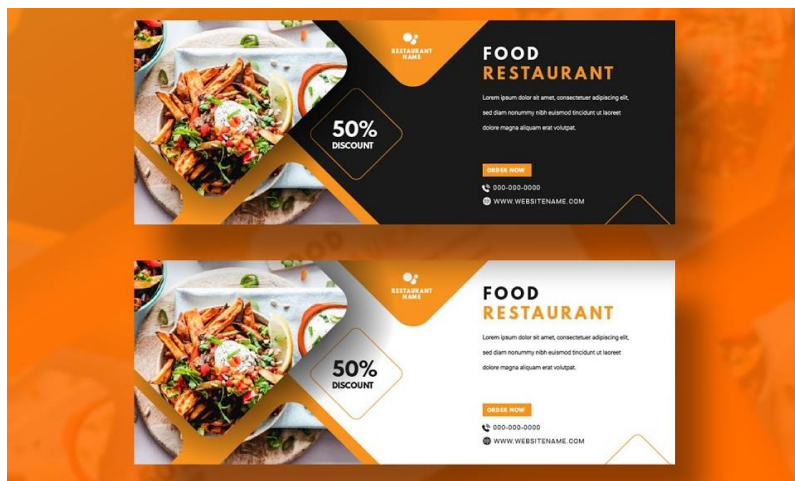 RESTAURANT
NAME
FOOD
RESTAURANT
Lorem ipsum dolor sit amet, consectetuer adipiscing elit,
sed diam nonummy nibh euismod tincidunt ut laoreet
dolore magna aliquam erat volutpat.
50%
DISCOUNT
ORDER NOW
000-000-0000
WWW.WEBSITENAME.COM
RESTAURANT
NAME
FOOD
RESTAURANT
Lorem ipsum dolor sit amet, consectetuer adipiscing elit,
sed diam nonummy nibh euismod tincidunt ut laoreet
dolore magna aliquam erat volutpat.
50%
DISCOUNT
ORDER NOW
000-000-0000
WWW.WEBSITENAME.COM